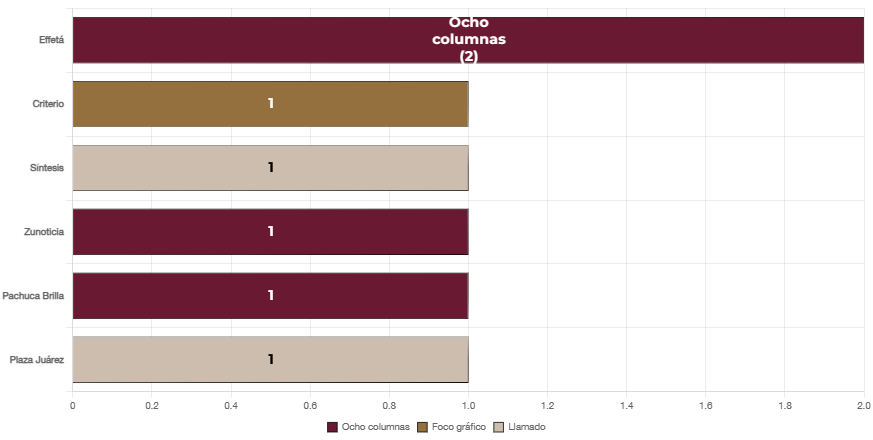 Effetá
Ocho
columnas
(2)
Criterio
1
Síntesis
1
Zunoticia
1
Pachuca Brilla
1
Plaza Juárez
1
0 0.2 0.4 0.6 0.8 1.0 1.2 1.4 1.6 1.8 2.0
Ocho columnas Foco gráfico Llamado